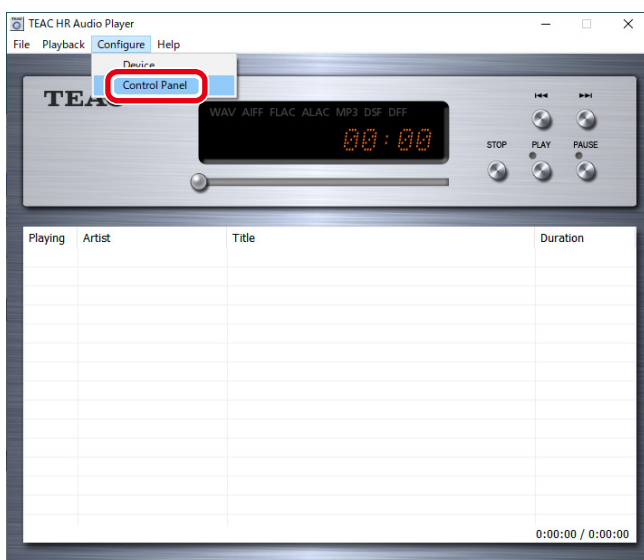 TEAC HR Audio Player
File Playback Configure Help
Device
Control Panel
TEAC
WAV AIFF FLAC ALAC MP3 DSF DFF
00:00
STOP PLAY PAUSE
Playing Artist Title Duration
0:00:00 / 0:00:00